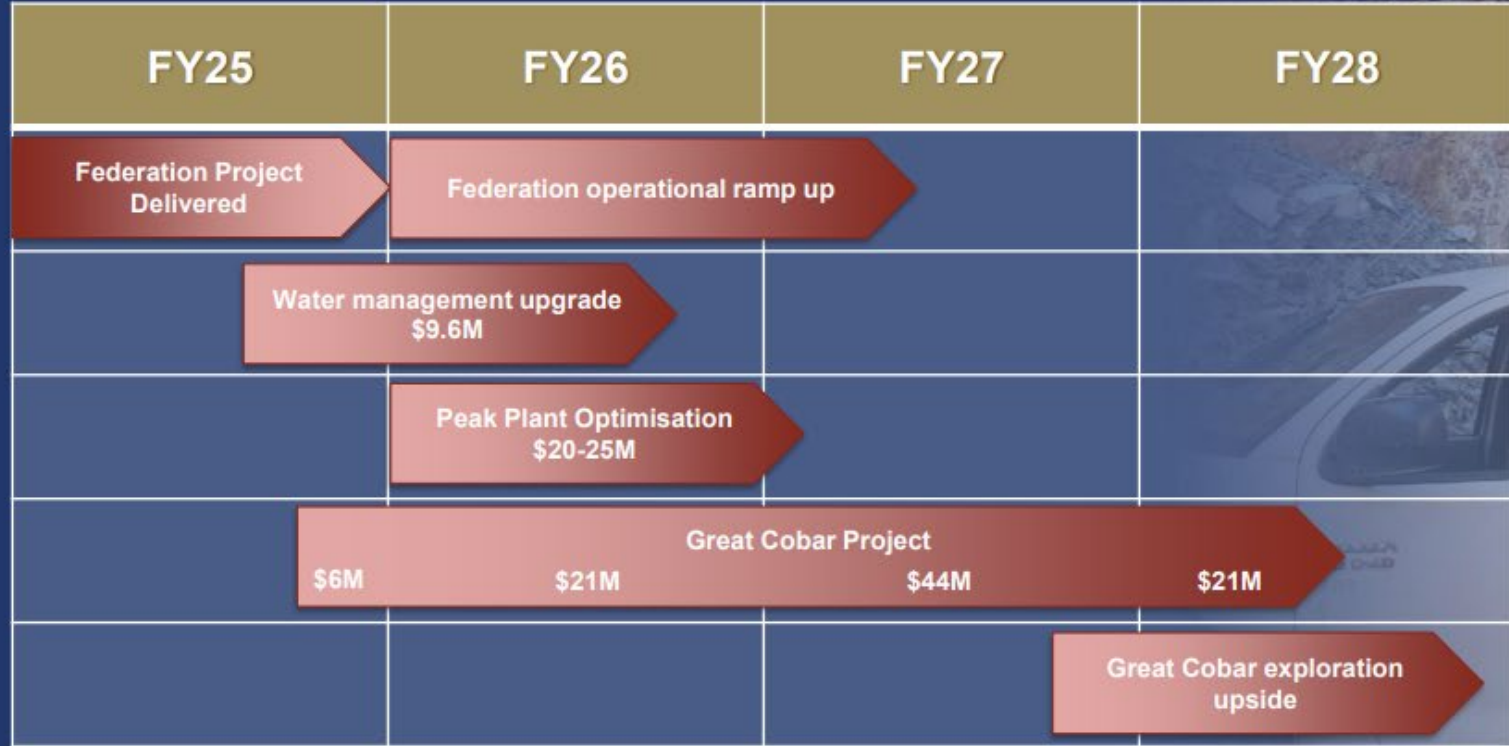 FY25
FY26
FY27
FY28
Federation Project
Delivered
Federation operational ramp up
Water management upgrade
$9.6M
Peak Plant Optimisation
$20-25M
Great Cobar Project
$6M
$21M
$44M
$21M
Great Cobar exploration
upside